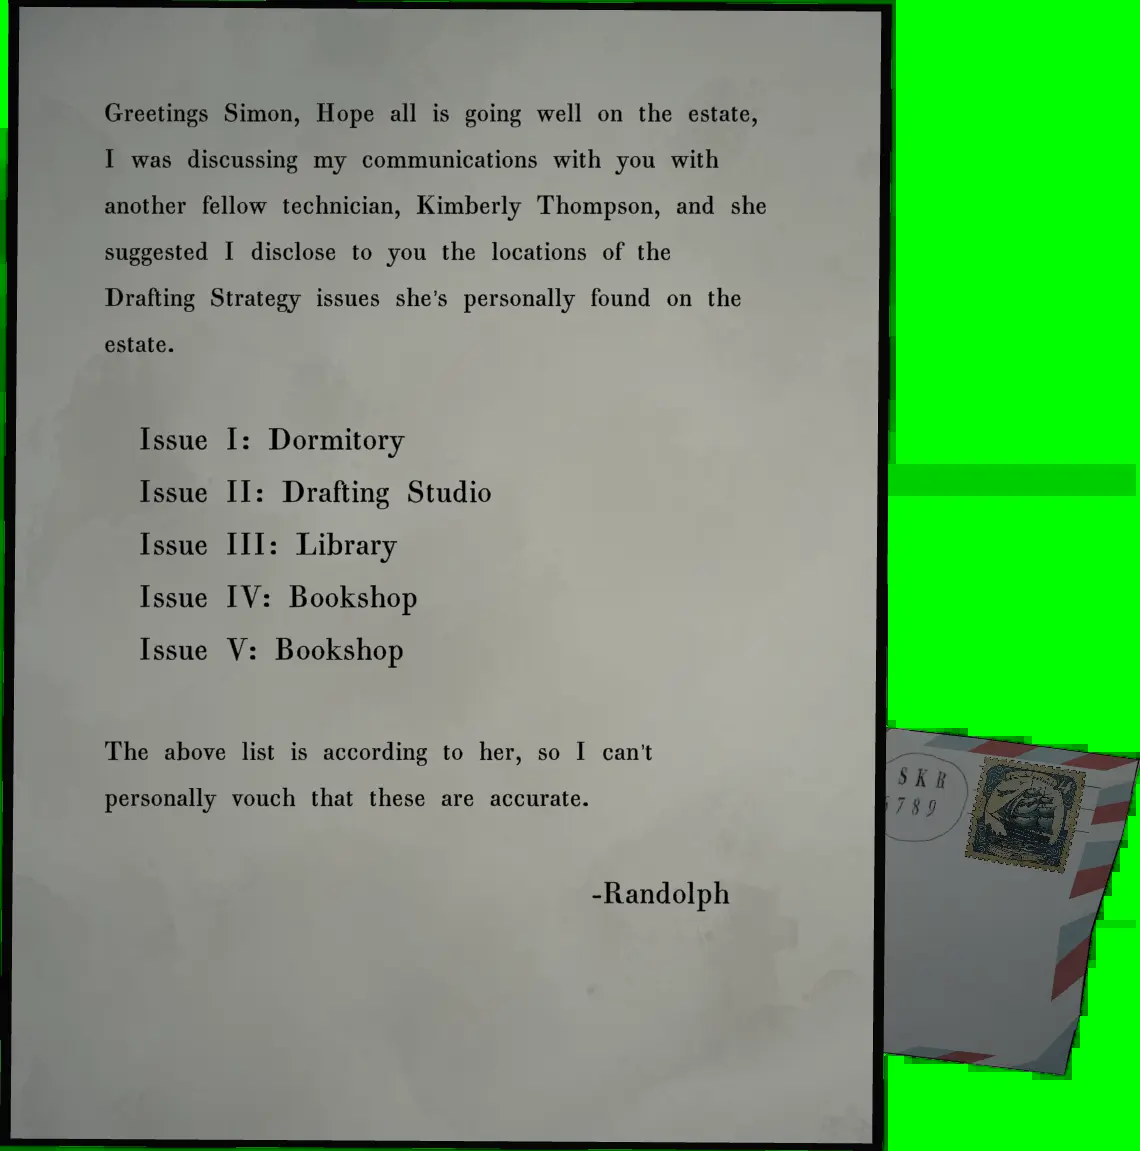 Greetings Simon, Hope all is going well on the estate,
I was discussing my communications with you with
another fellow technician, Kimberly Thompson, and she
suggested I disclose to you the locations of the
Drafting Strategy issues she's personally found on the
estate.
Issue I: Dormitory
Issue II: Drafting Studio
Issue III: Library
Issue IV: Bookshop
Issue V: Bookshop
The above list is according to her, so I can't
personally vouch that these are accurate.
-Randolph
SKR
789